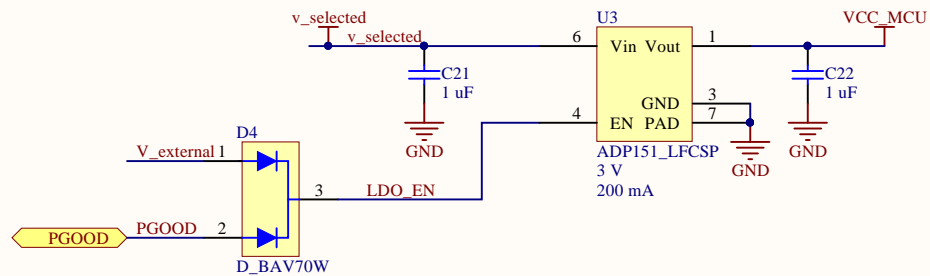 v_selected
v_selected
U3
VCC_MCU
6
Vin Vout
1
C21
1 uF
C22
1 uF
GND
3
4
EN PAD
7
GND
GND
GND
ADP151_LFCSP
3 V
200 mA
D4
V_external 1
3
LDO_EN
PGOOD
PGOOD
2
D_BAV70W